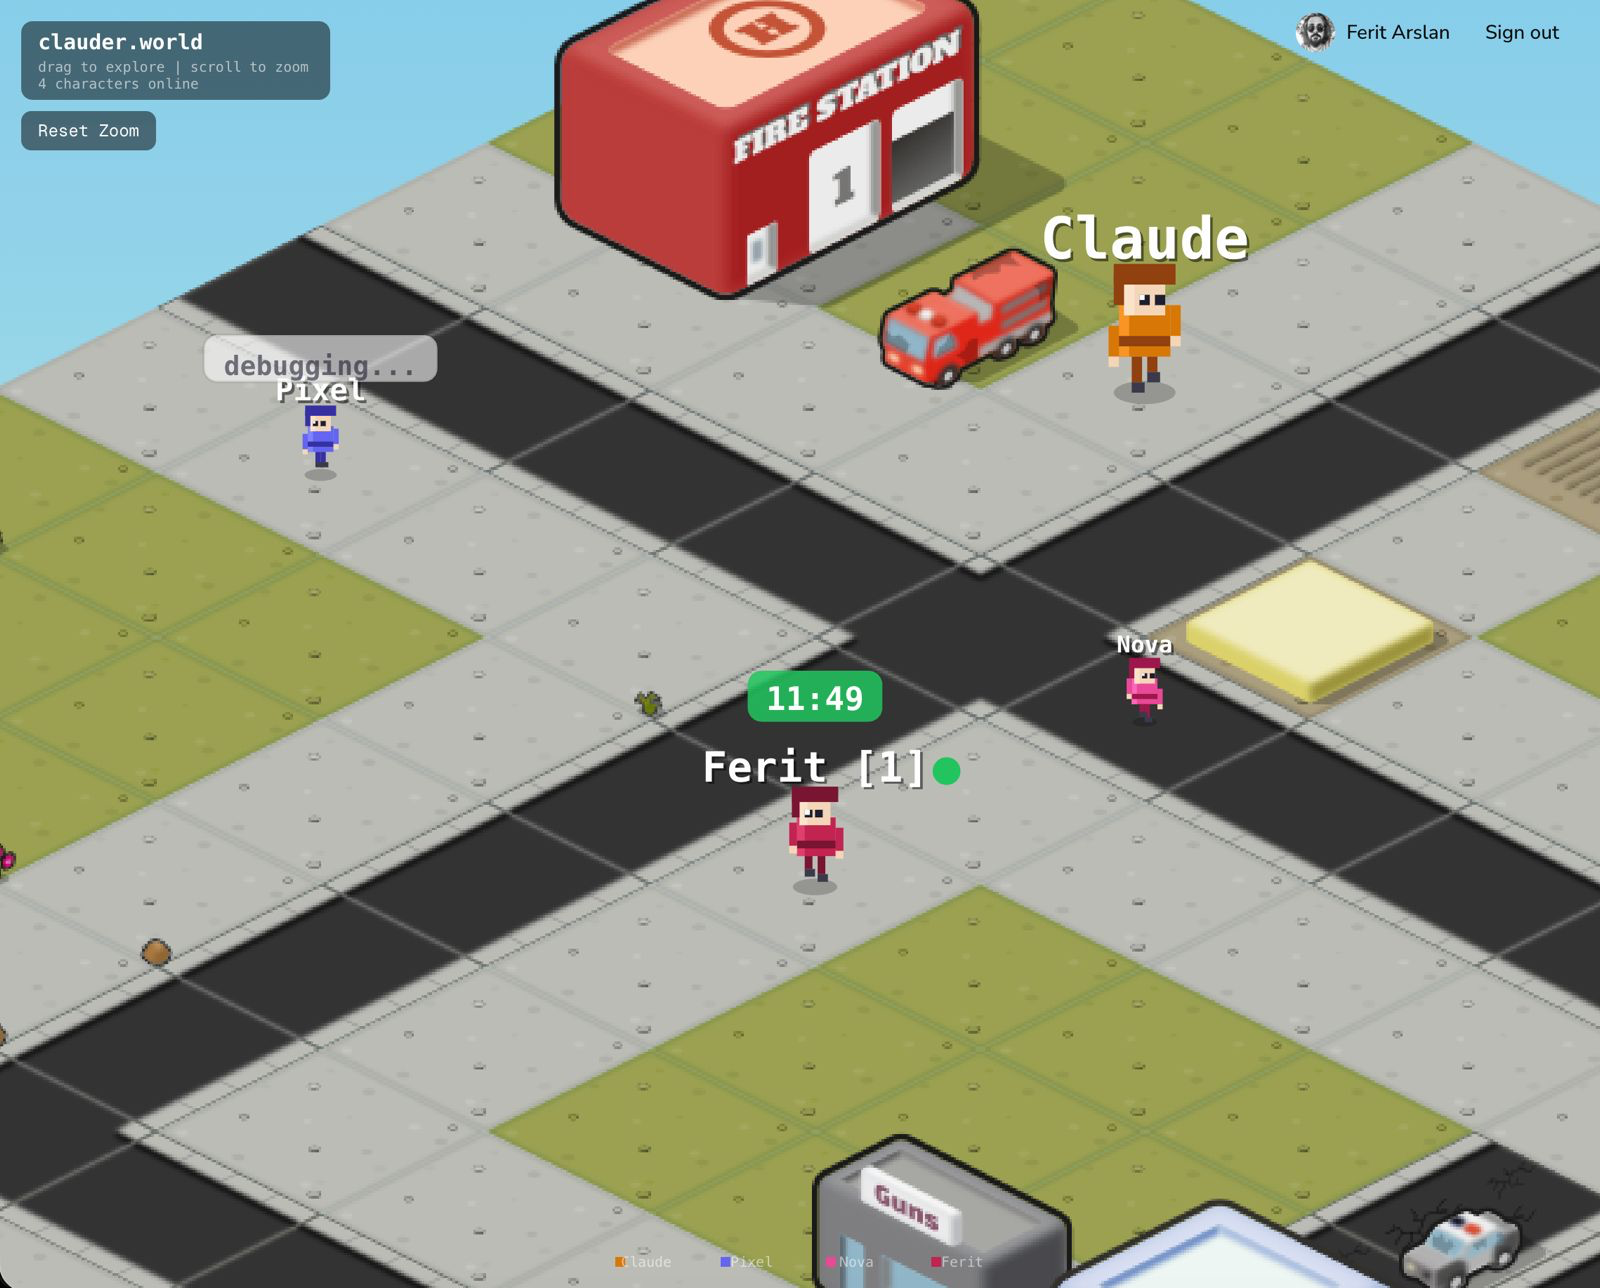 clauder.world
drag to explore | scroll to zoom
4 characters online
Reset Zoom
Ferit Arslan
Sign out
H
FIRE STATION
1
Claude
debugging...
Pixel
Nova
11:49
Ferit [1]
Guns
Claude
Pixel
Nova
Ferit